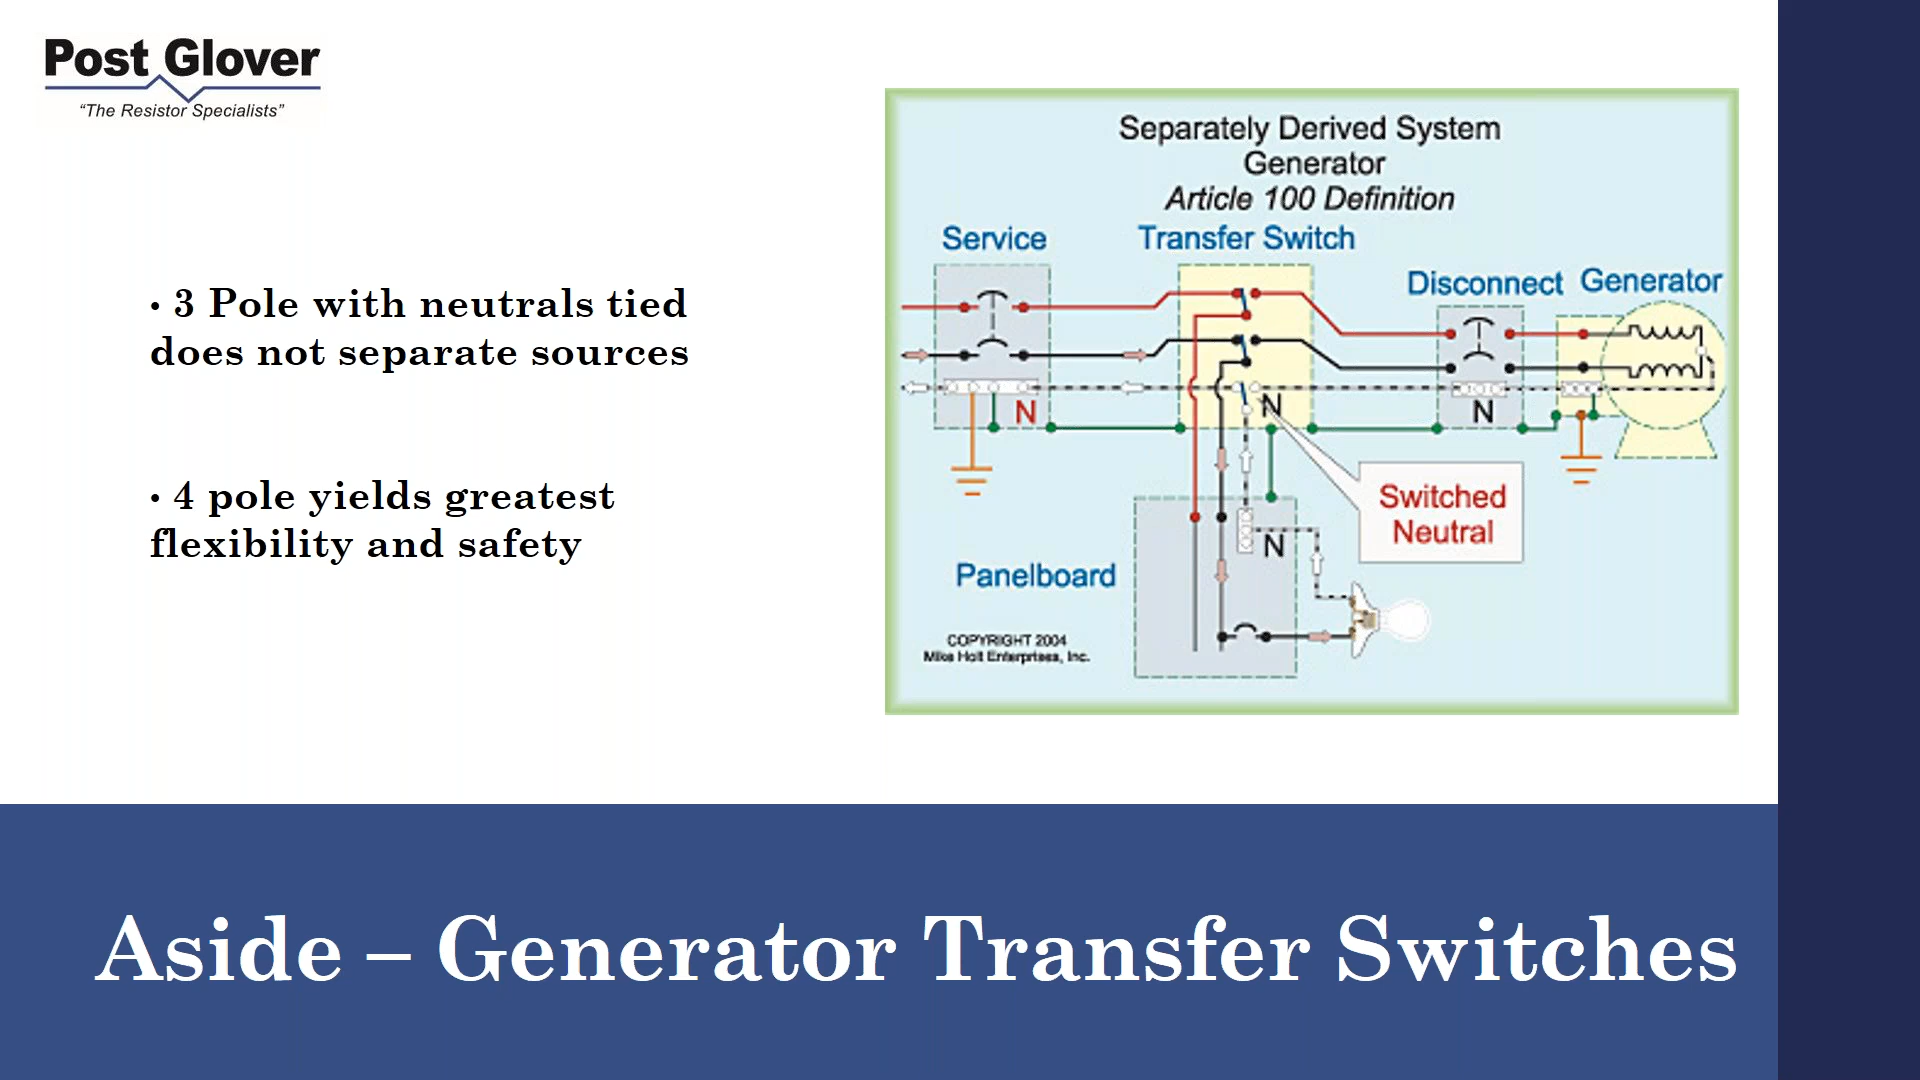 Post Glover
“The Resistor Specialists”
• 3 Pole with neutrals tied
does not separate sources
• 4 pole yields greatest
flexibility and safety
Separately Derived System
Generator
Article 100 Definition
Service
Transfer Switch
Disconnect
Generator
N
N
N
Switched
Neutral
N
Panelboard
COPYRIGHT 2004
Mike Holt Enterprises, Inc.
Aside – Generator Transfer Switches